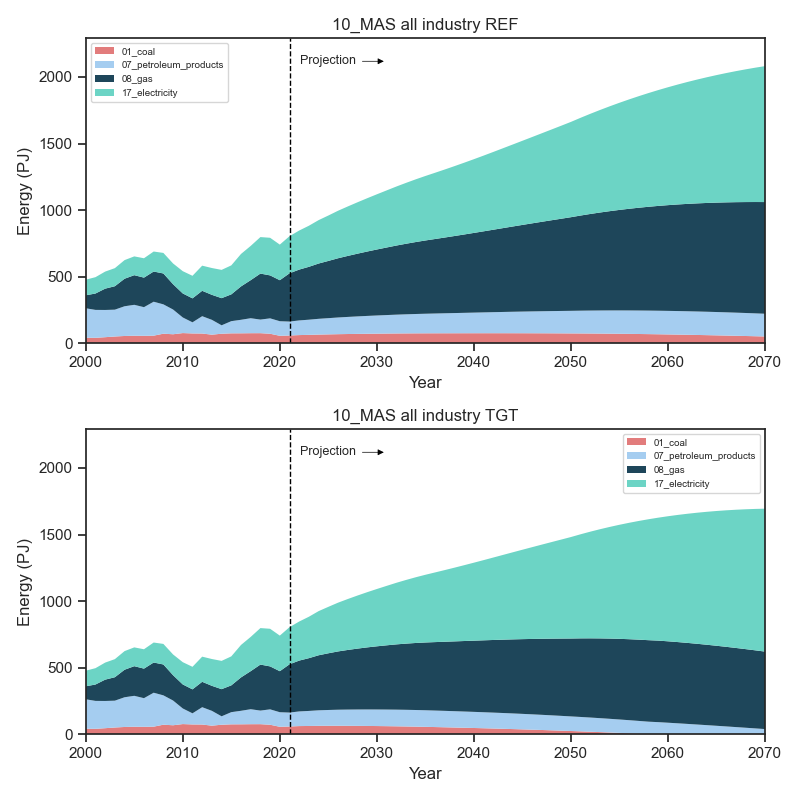 10_MAS all industry REF
01_coal
07_petroleum_products
08_gas
17_electricity
Projection
2000
1500
1000
500
0
Energy (PJ)
2000 2010 2020 2030 2040 2050 2060 2070
Year
10_MAS all industry TGT
Projection
01_coal
07_petroleum_products
08_gas
17_electricity
2000
1500
1000
500
0
Energy (PJ)
2000 2010 2020 2030 2040 2050 2060 2070
Year